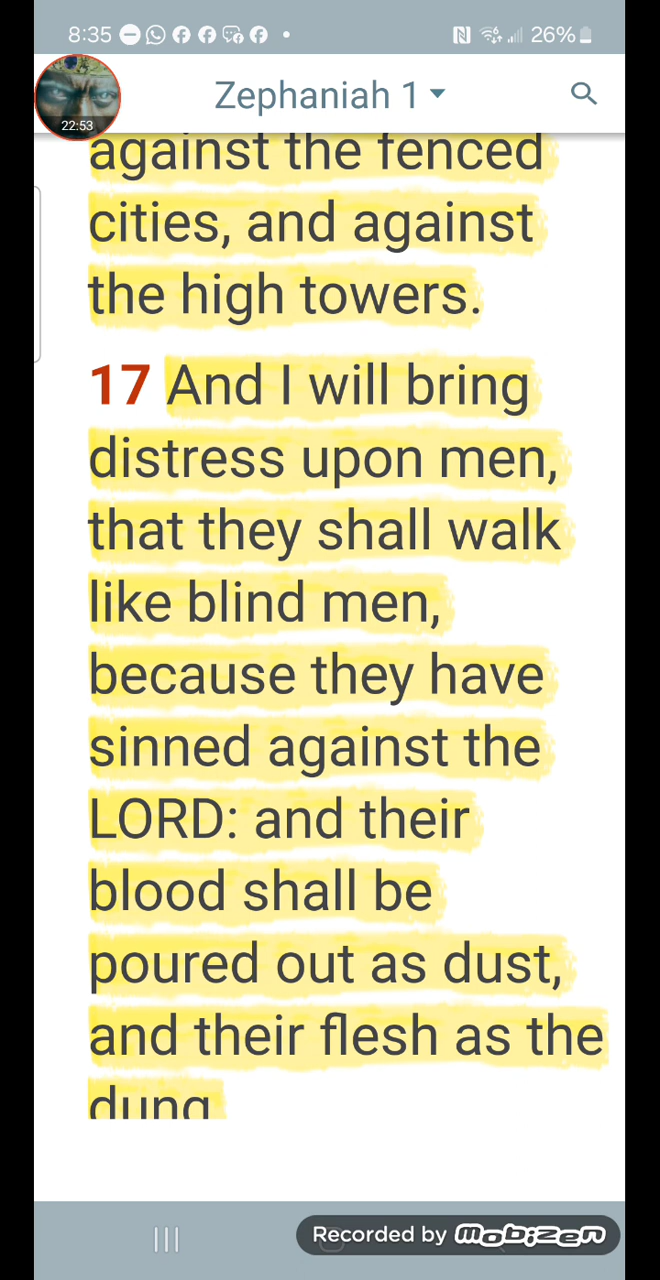 8:35
26%
22:53
Zephaniah 1
against the fenced
cities, and against
the high towers.
17 And I will bring
distress upon men,
that they shall walk
like blind men,
because they have
sinned against the
LORD: and their
blood shall be
poured out as dust,
and their flesh as the
dung
Recorded by mobizen